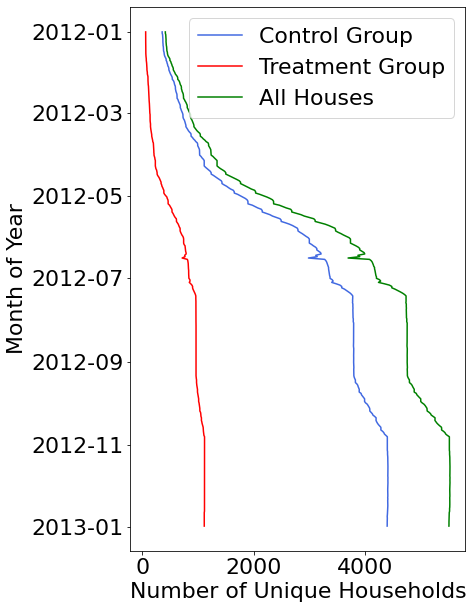 Control Group
Treatment Group
All Houses
Month of Year
2012-01
2012-03
2012-05
2012-07
2012-09
2012-11
2013-01
0 2000 4000
Number of Unique Households